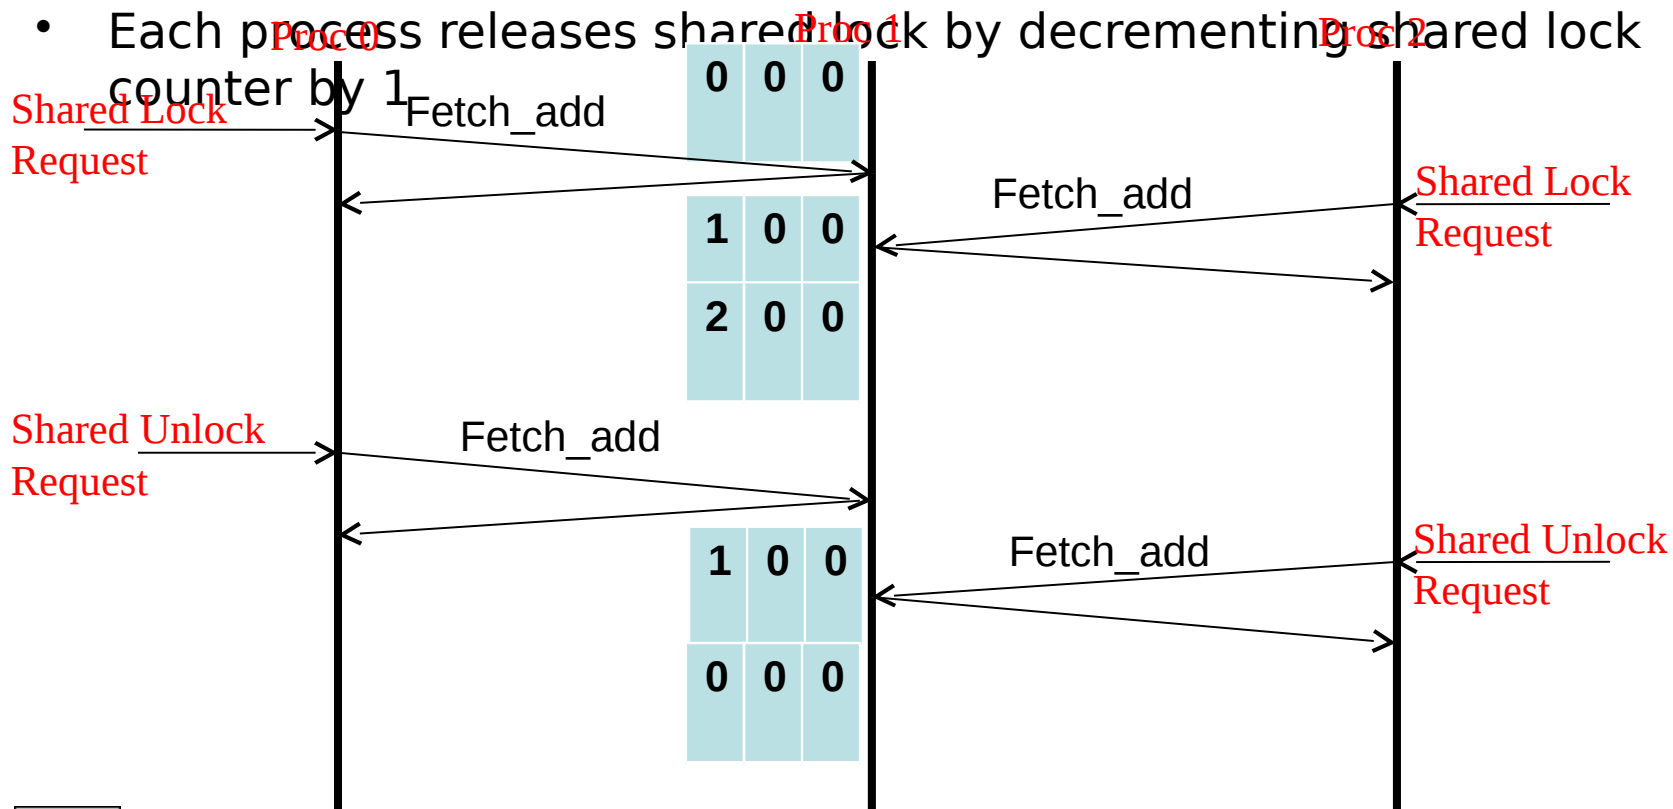 • Each process releases shared lock by decrementing shared lock
counter by 1
Proc 0
Proc 1
Proc 2
0 0 0
Shared Lock
Request
Fetch_add
Fetch_add
Shared Lock
Request
1 0 0
2 0 0
Shared Unlock
Request
Fetch_add
1 0 0
Fetch_add
Shared Unlock
Request
0 0 0